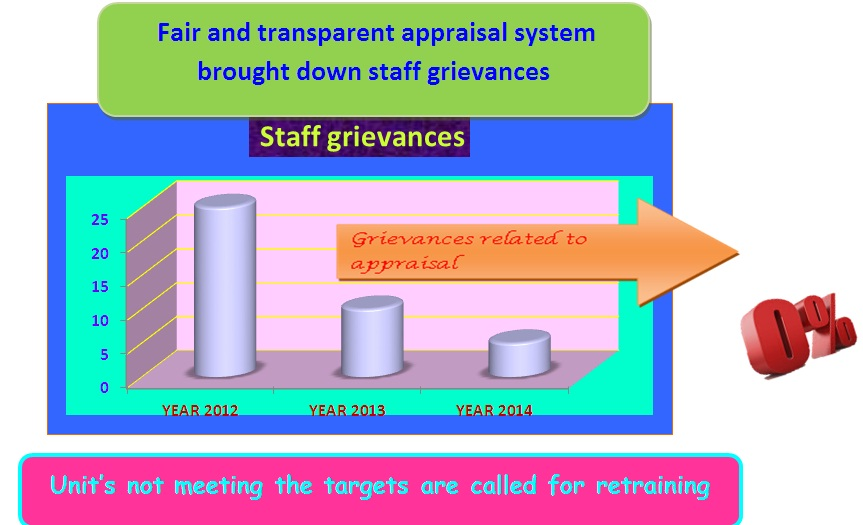 Fair and transparent appraisal system
brought down staff grievances
Staff grievances
25
20
15
10
5
0
Grievances related to
appraisal
0%
YEAR 2012 YEAR 2013 YEAR 2014
Unit's not meeting the targets are called for retraining